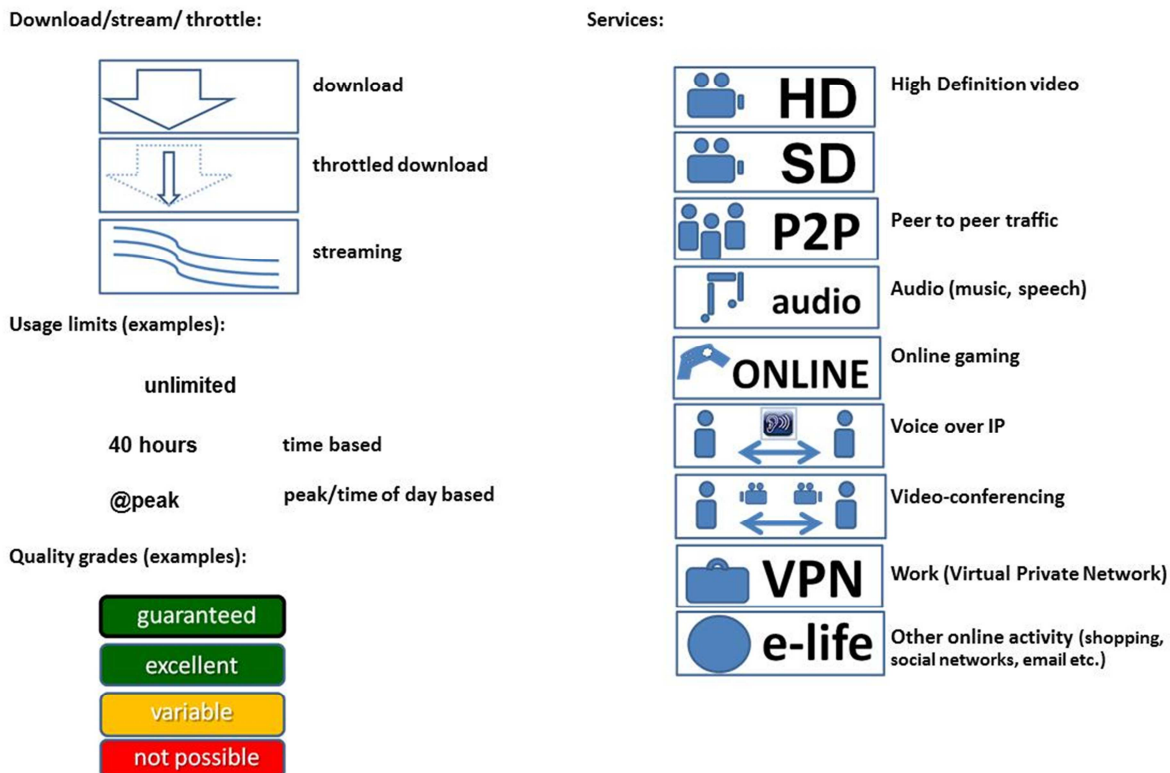 Download/stream/ throttle:
download
throttled download
streaming
Usage limits (examples):
unlimited
40 hours
time based
@peak
peak/time of day based
Quality grades (examples):
guaranteed
excellent
variable
not possible
Services:
HD
High Definition video
SD
P2P
Peer to peer traffic
audio
Audio (music, speech)
ONLINE
Online gaming
Voice over IP
Video-conferencing
VPN
Work (Virtual Private Network)
e-life
Other online activity (shopping,
social networks, email etc.)